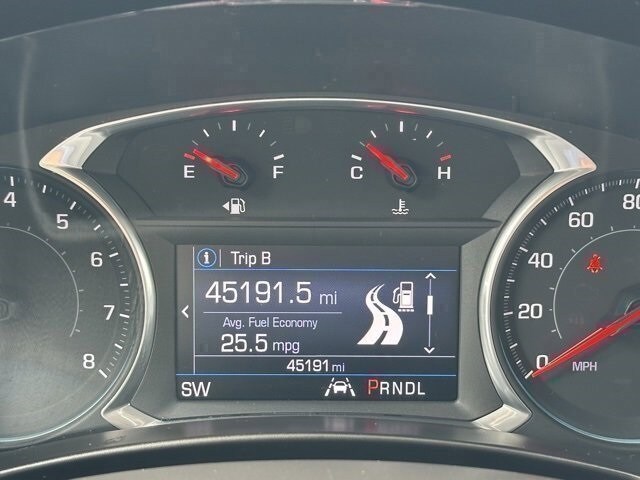 E F
C H
4
5
6
7
8
i Trip B
45191.5 mi
Avg. Fuel Economy
25.5 mpg
45191 mi
SW PRNDL
80
60
40
20
0
MPH